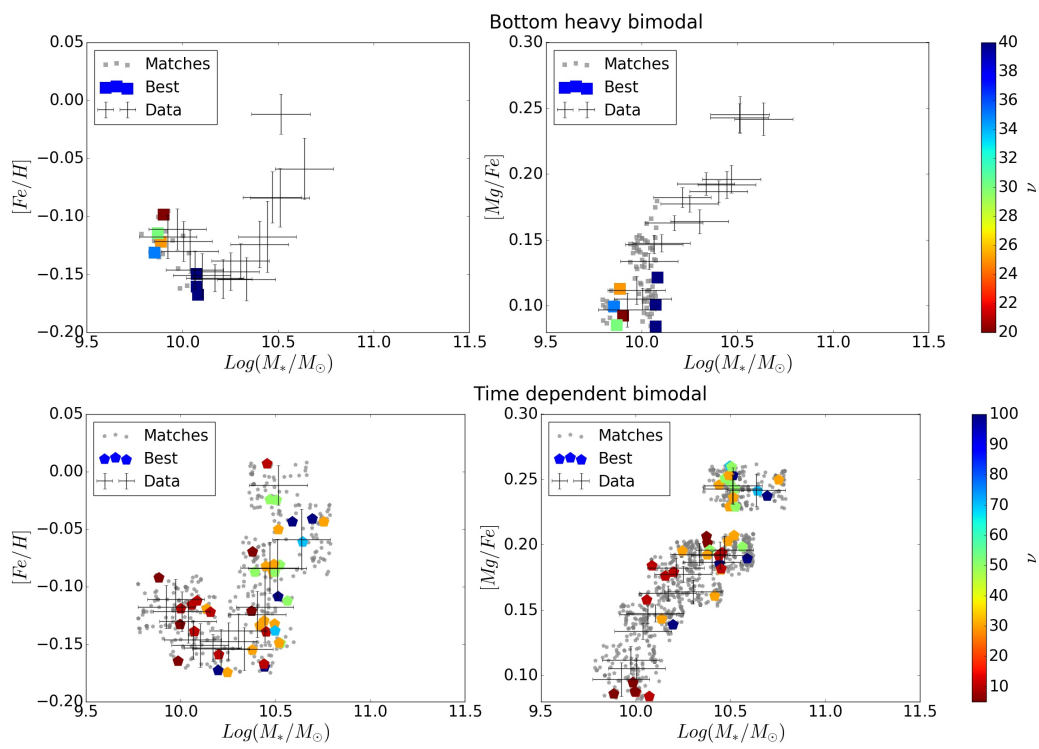 Bottom heavy bimodal
0.05
0.00
−0.05
−0.10
−0.15
−0.20
[Fe/H]
Matches
Best
Data
9.5 10.0 10.5 11.0 11.5
Log(M*/M⊙)
0.30
0.25
0.20
0.15
0.10
[Mg/Fe]
Matches
Best
Data
9.5 10.0 10.5 11.0 11.5
Log(M*/M⊙)
40
38
36
34
32
30
28
26
24
22
20
ν
Time dependent bimodal
0.05
0.00
−0.05
−0.10
−0.15
−0.20
[Fe/H]
Matches
Best
Data
9.5 10.0 10.5 11.0 11.5
Log(M*/M⊙)
0.30
0.25
0.20
0.15
0.10
[Mg/Fe]
Matches
Best
Data
9.5 10.0 10.5 11.0 11.5
Log(M*/M⊙)
100
90
80
70
60
50
40
30
20
10
ν